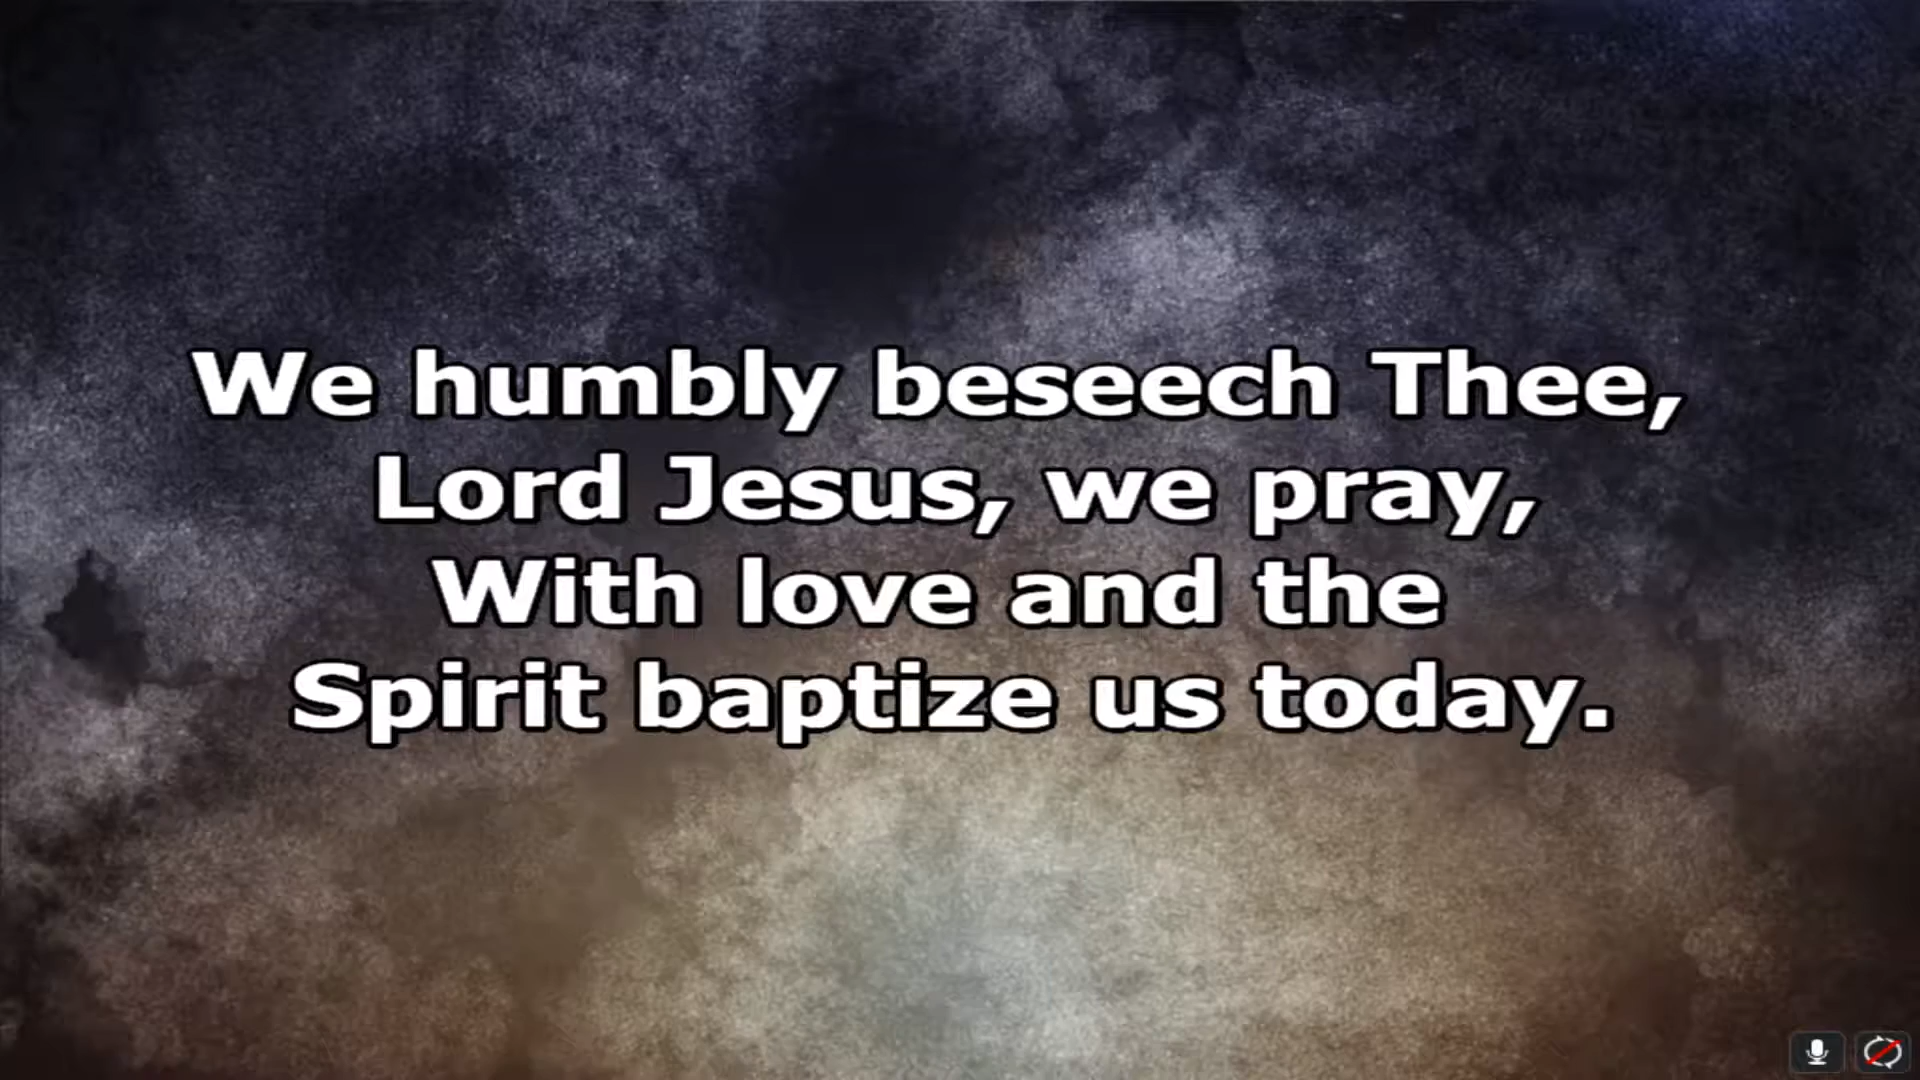 We humbly beseech Thee,
Lord Jesus, we pray,
With love and the
Spirit baptize us today.